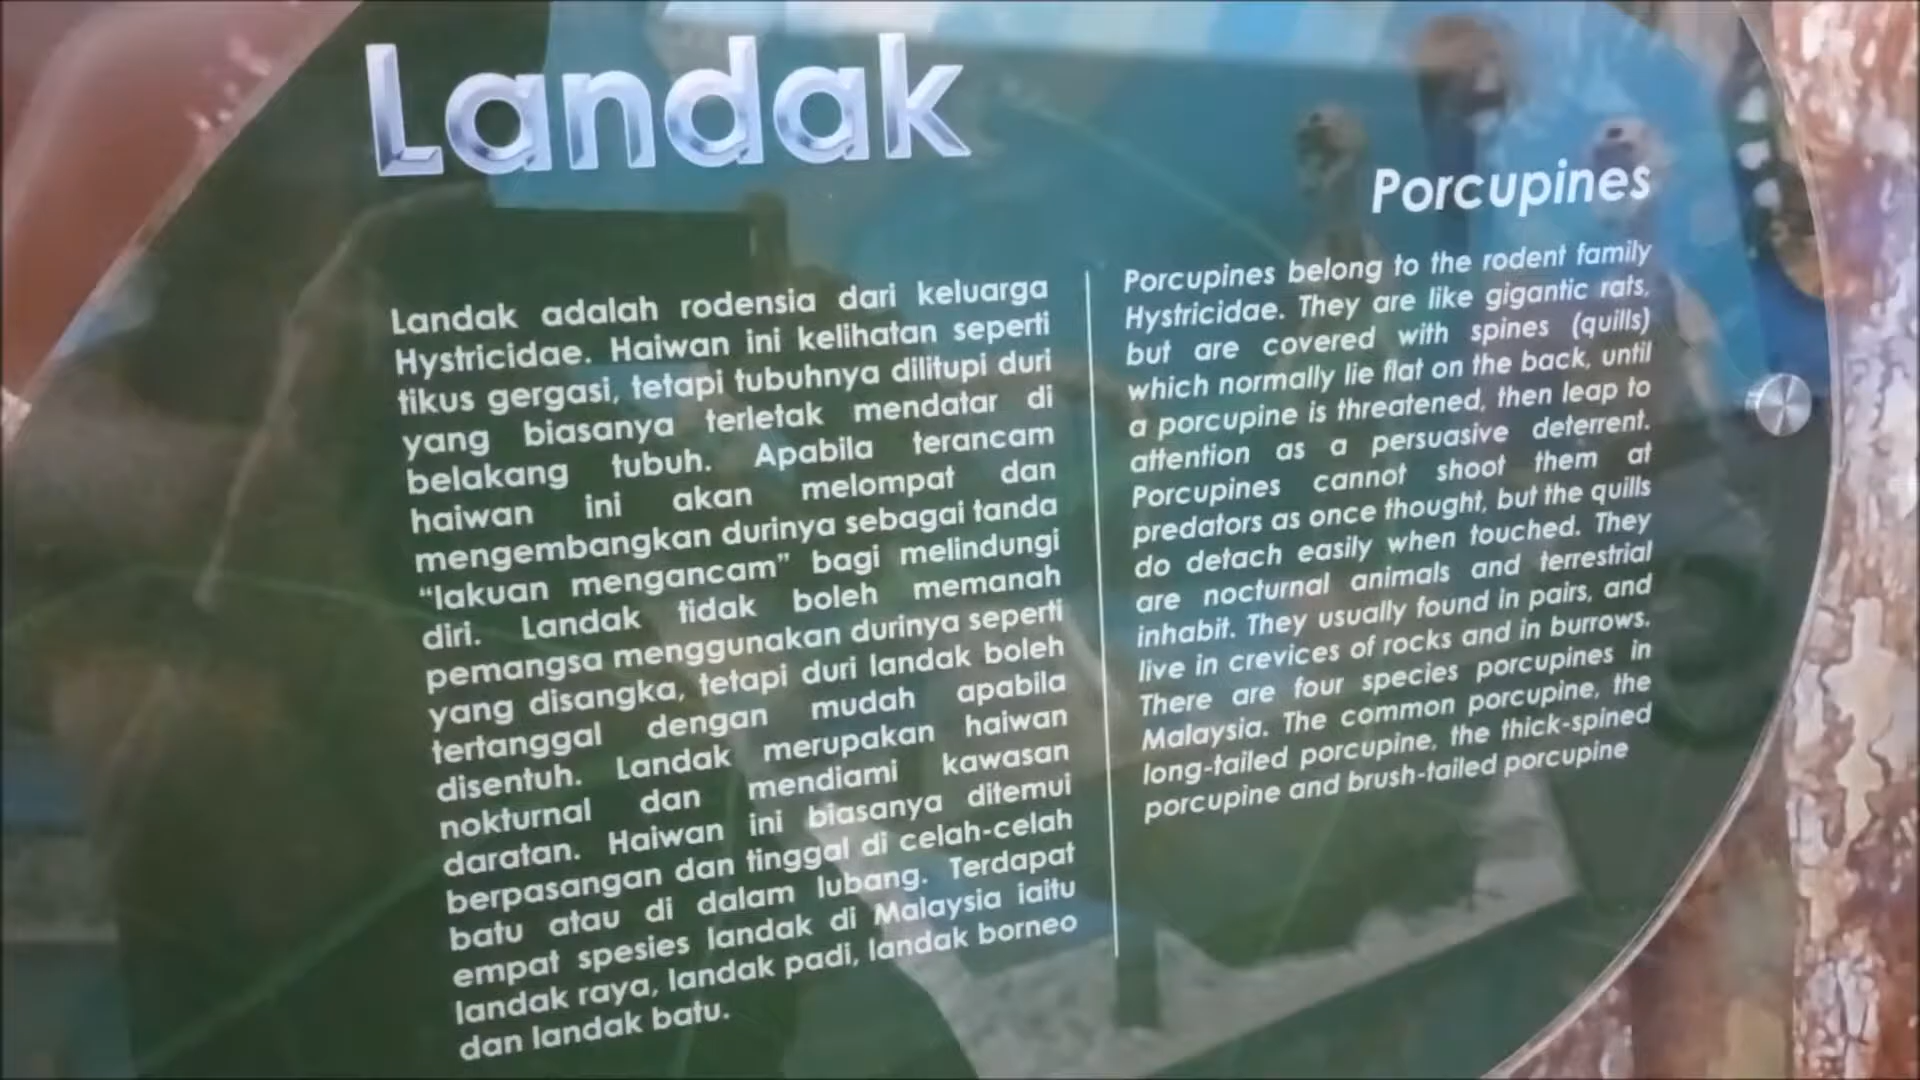 Landak
Landak adalah rodensia dari keluarga
Hystricidae. Haiwan ini kelihatan seperti
tikus gergasi, tetapi tubuhnya dilitupi duri
yang biasanya terletak mendatar di
belakang tubuh. Apabila terancam
haiwan ini akan melompat dan
mengembangkan durinya sebagai tanda
“lakuan mengancam” bagi melindungi
diri. Landak tidak boleh memanah
pemangsa menggunakan durinya seperti
yang disangka, tetapi duri landak boleh
tertanggal dengan mudah apabila
disentuh. Landak merupakan haiwan
nokturnal dan mendiami kawasan
daratan. Haiwan ini biasanya ditemui
berpasangan dan tinggal di celah-celah
batu atau di dalam lubang. Terdapat
empat spesies landak di Malaysia iaitu
landak raya, landak padi, landak borneo
dan landak batu.
Porcupines
Porcupines belong to the rodent family
Hystricidae. They are like gigantic rats,
but are covered with spines (quills)
which normally lie flat on the back, until
a porcupine is threatened, then leap to
attention as a persuasive deterrent.
Porcupines cannot shoot them at
predators as once thought, but the quills
do detach easily when touched. They
are nocturnal animals and terrestrial
inhabit. They usually found in pairs, and
live in crevices of rocks and in burrows.
There are four species porcupines in
Malaysia. The common porcupine, the
long-tailed porcupine, the thick-spined
porcupine and brush-tailed porcupine